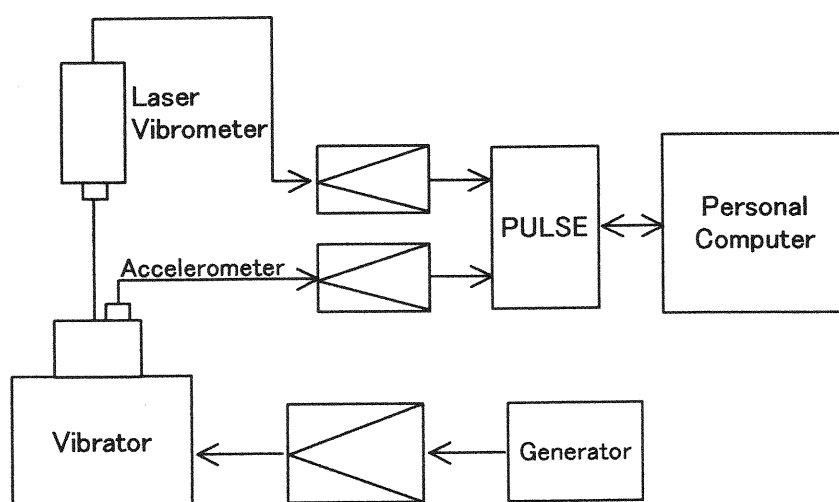 Laser
Vibrometer
PULSE
Personal
Computer
Accelerometer
Vibrator
Generator